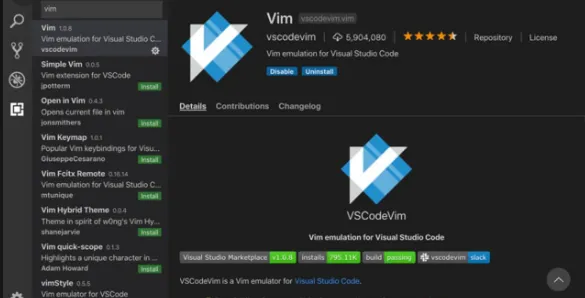 vim
Vim 1.0.8
Vim emulation for Visual Studio C...
vscodevim
Simple Vim 0.0.5
Vim extension for VSCode
jpotterm Install
Open in Vim 0.4.3
Opens current file in vim
jonsmithers Install
Vim Keymap 1.0.1
Popular Vim keybindings for Visu...
GiuseppeCesarano Install
Vim Fcitx Remote 0.16.14
Vim emulation for Visual Studio C...
mtunique Install
Vim Hybrid Theme 0.0.4
Theme in spirit of w0ng's Vim Hy...
shanejarvie Install
Vim quick-scope 0.1.3
Highlights a unique character in ...
Adam Howard Install
vimStyle 5.5.5
Vim emulator for VSCode
Vim vscodevim.vim
vscodevim | 5,904,080 | Repository | License
Vim emulation for Visual Studio Code
Disable Uninstall
Details Contributions Changelog
VSCodeVim
Vim emulation for Visual Studio Code
Visual Studio Marketplace v1.0.8 installs 795.11K build passing vscodevim slack
VSCodeVim is a Vim emulator for Visual Studio Code.